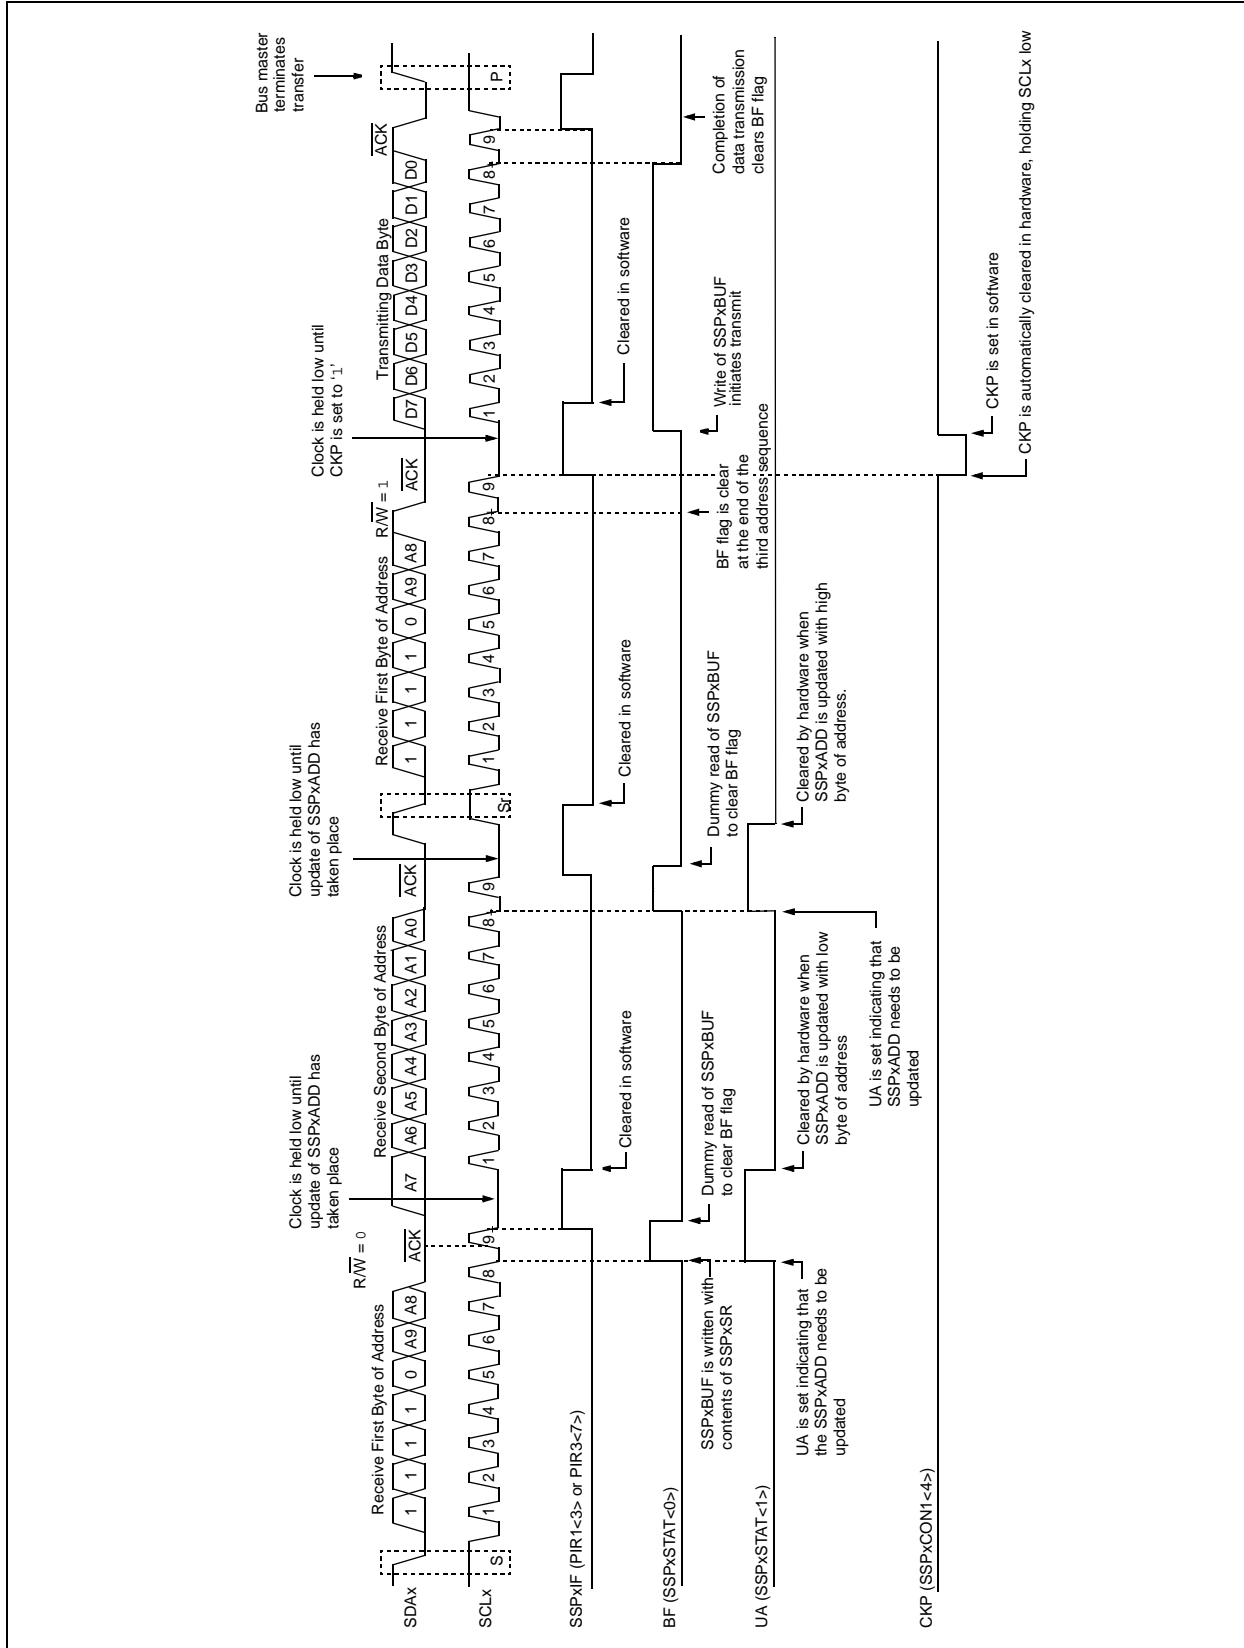 Bus master
terminates
transfer
Clock is held low until
CKP is set to ‘1’
Clock is held low until
update of SSPxADD has
taken place
Clock is held low until
update of SSPxADD has
taken place
R/W = 0
R/W = 1
Receive First Byte of Address
ACK
Receive Second Byte of Address
ACK
Receive First Byte of Address
ACK
Transmitting Data Byte
ACK
SDAx
1 1 1 1 0 A9 A8
A7 A6 A5 A4 A3 A2 A1 A0
1 1 1 1 0 A9 A8
D7 D6 D5 D4 D3 D2 D1 D0
SCLx
S
1 2 3 4 5 6 7 8 9
1 2 3 4 5 6 7 8 9
Sr
1 2 3 4 5 6 7 8 9
1 2 3 4 5 6 7 8 9
P
SSPxIF (PIR1<3> or PIR3<7>)
Cleared in software
Cleared in software
Cleared in software
BF (SSPxSTAT<0>)
SSPxBUF is written with
contents of SSPxSR
Dummy read of SSPxBUF
to clear BF flag
Dummy read of SSPxBUF
to clear BF flag
BF flag is clear
at the end of the
third address sequence
Write of SSPxBUF
initiates transmit
Completion of
data transmission
clears BF flag
UA (SSPxSTAT<1>)
UA is set indicating that
the SSPxADD needs to be
updated
Cleared by hardware when
SSPxADD is updated with low
byte of address
UA is set indicating that
SSPxADD needs to be
updated
Cleared by hardware when
SSPxADD is updated with high
byte of address.
CKP (SSPxCON1<4>)
CKP is set in software
CKP is automatically cleared in hardware, holding SCLx low